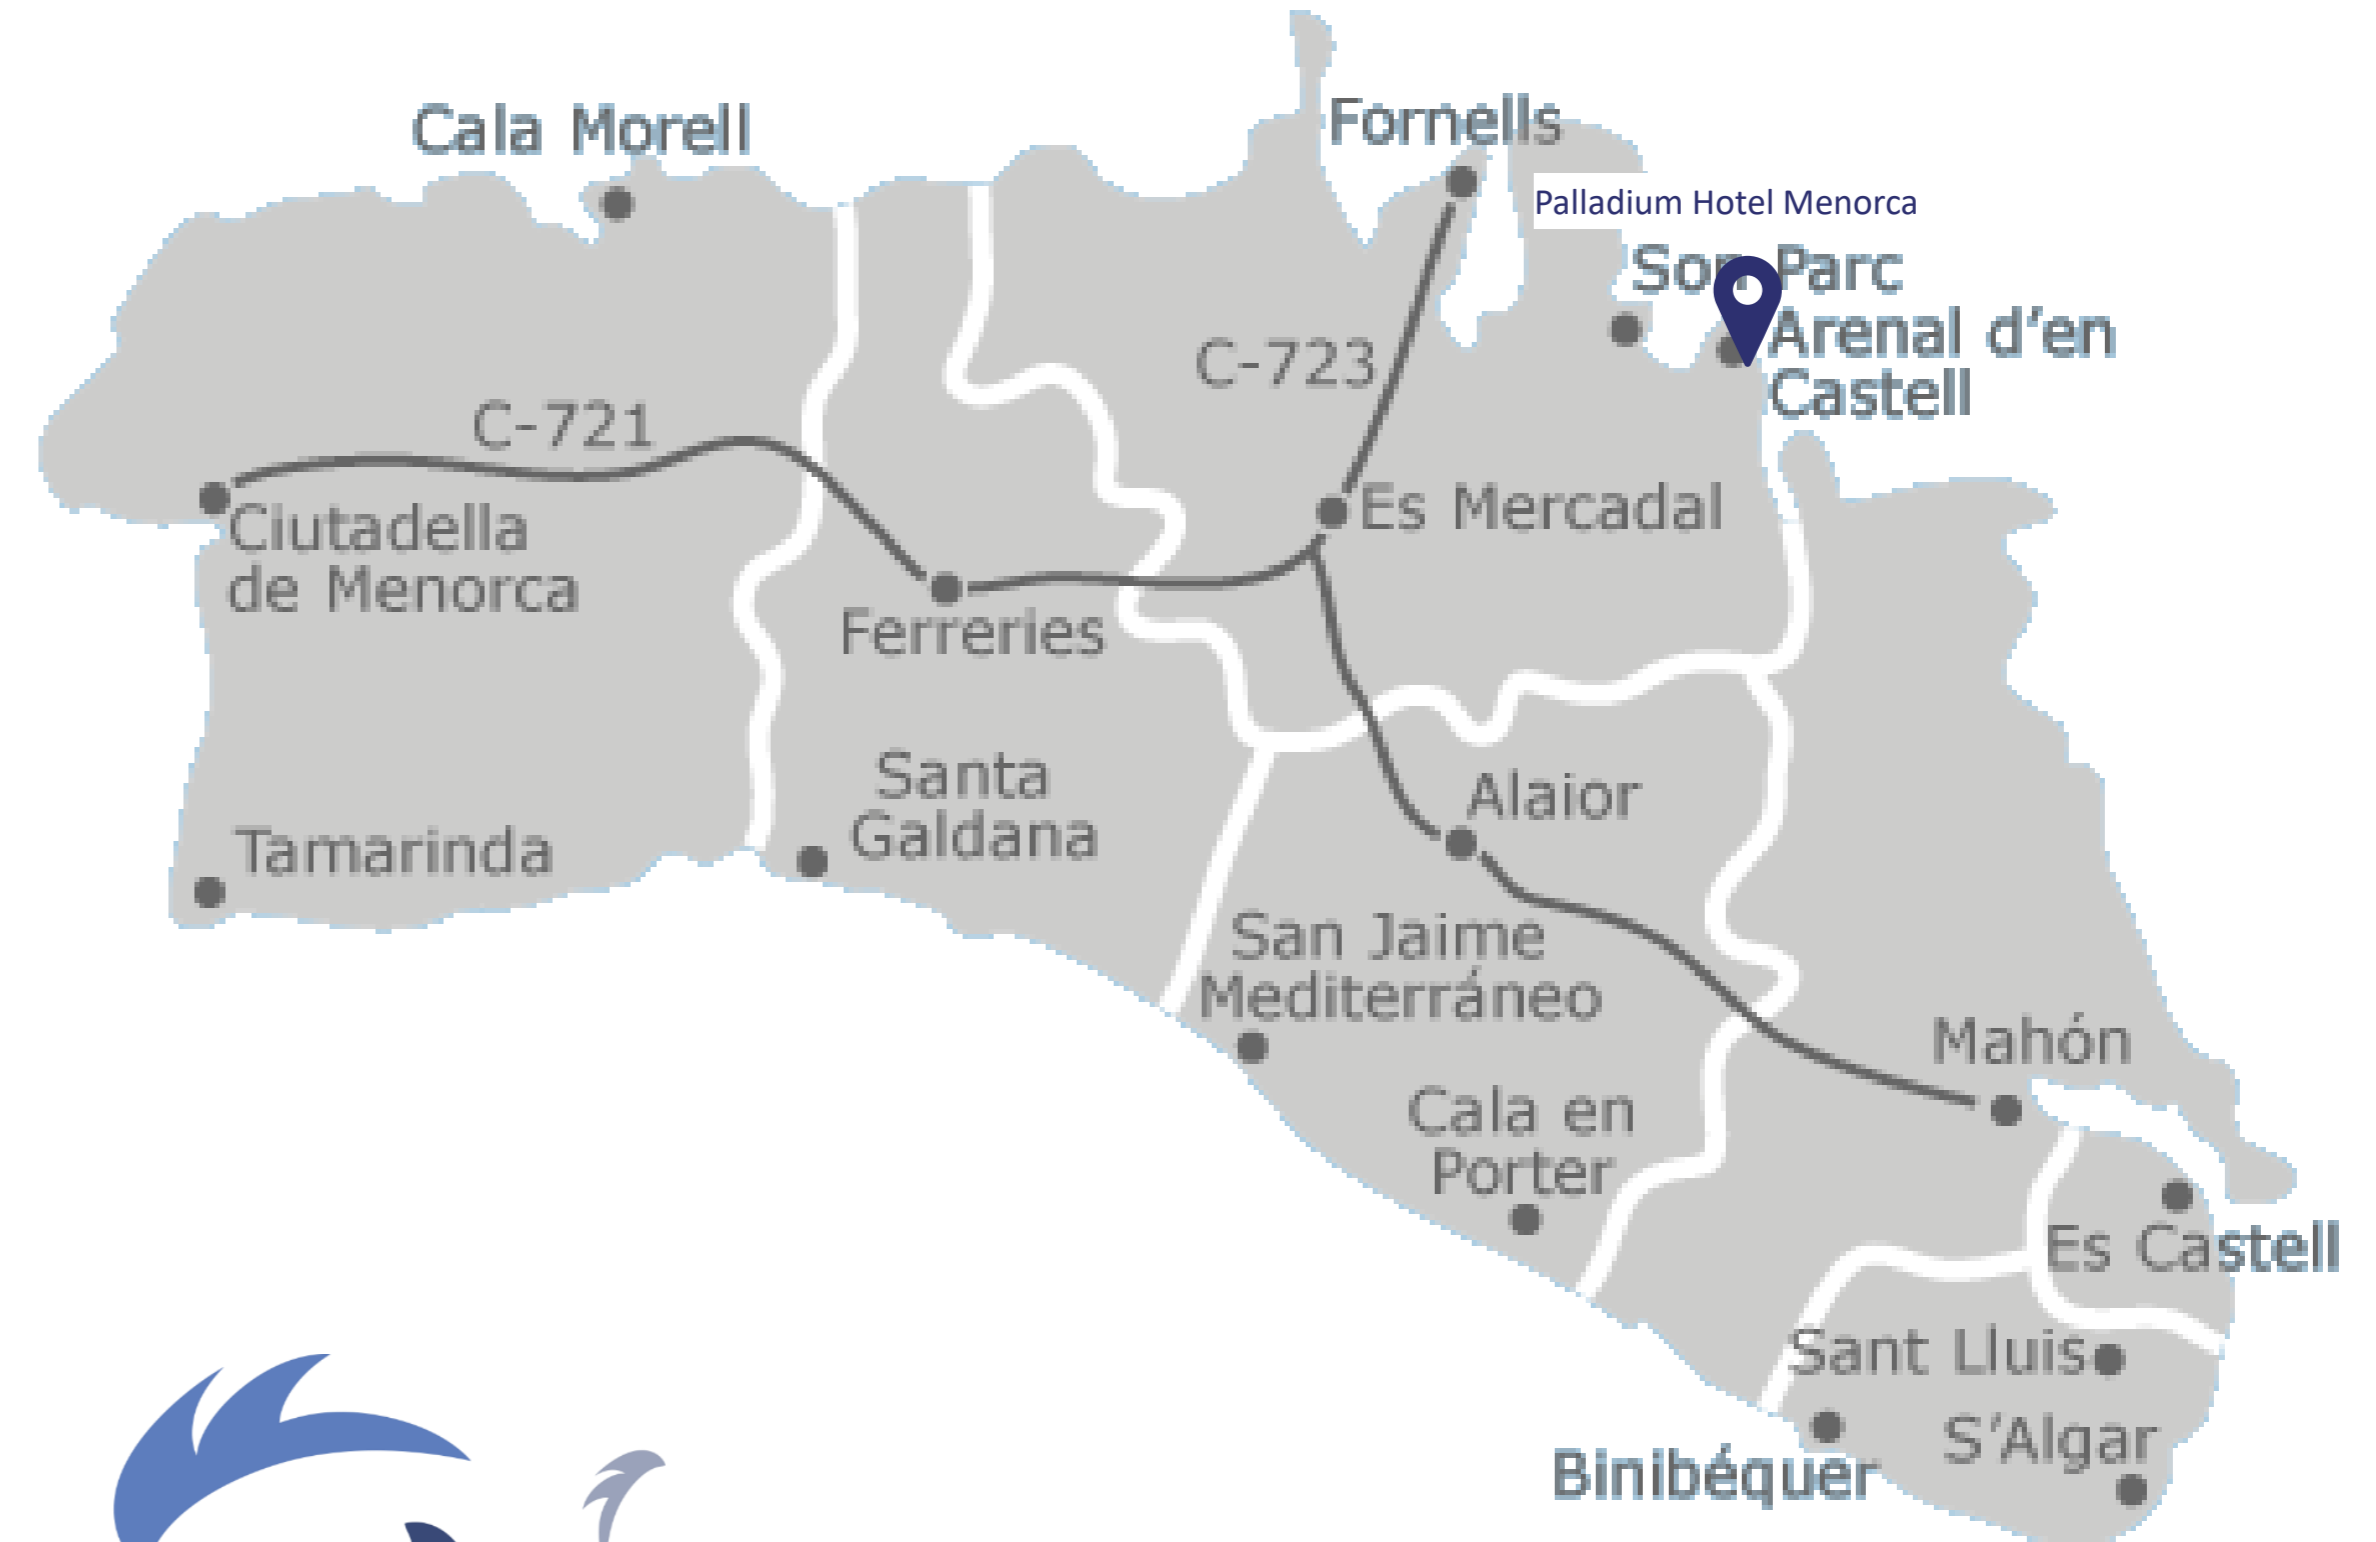 Cala Morell
Fornells
Palladium Hotel Menorca
Son Parc
Arenal d'en
Castell
C-723
C-721
Es Mercadal
Ciutadella
de Menorca
Ferreries
Santa
Galdana
Alaior
Tamarinda
San Jaime
Mediterráneo
Mahón
Cala en
Porter
Es Castell
Sant Lluis
S'Algar
Binibéquer